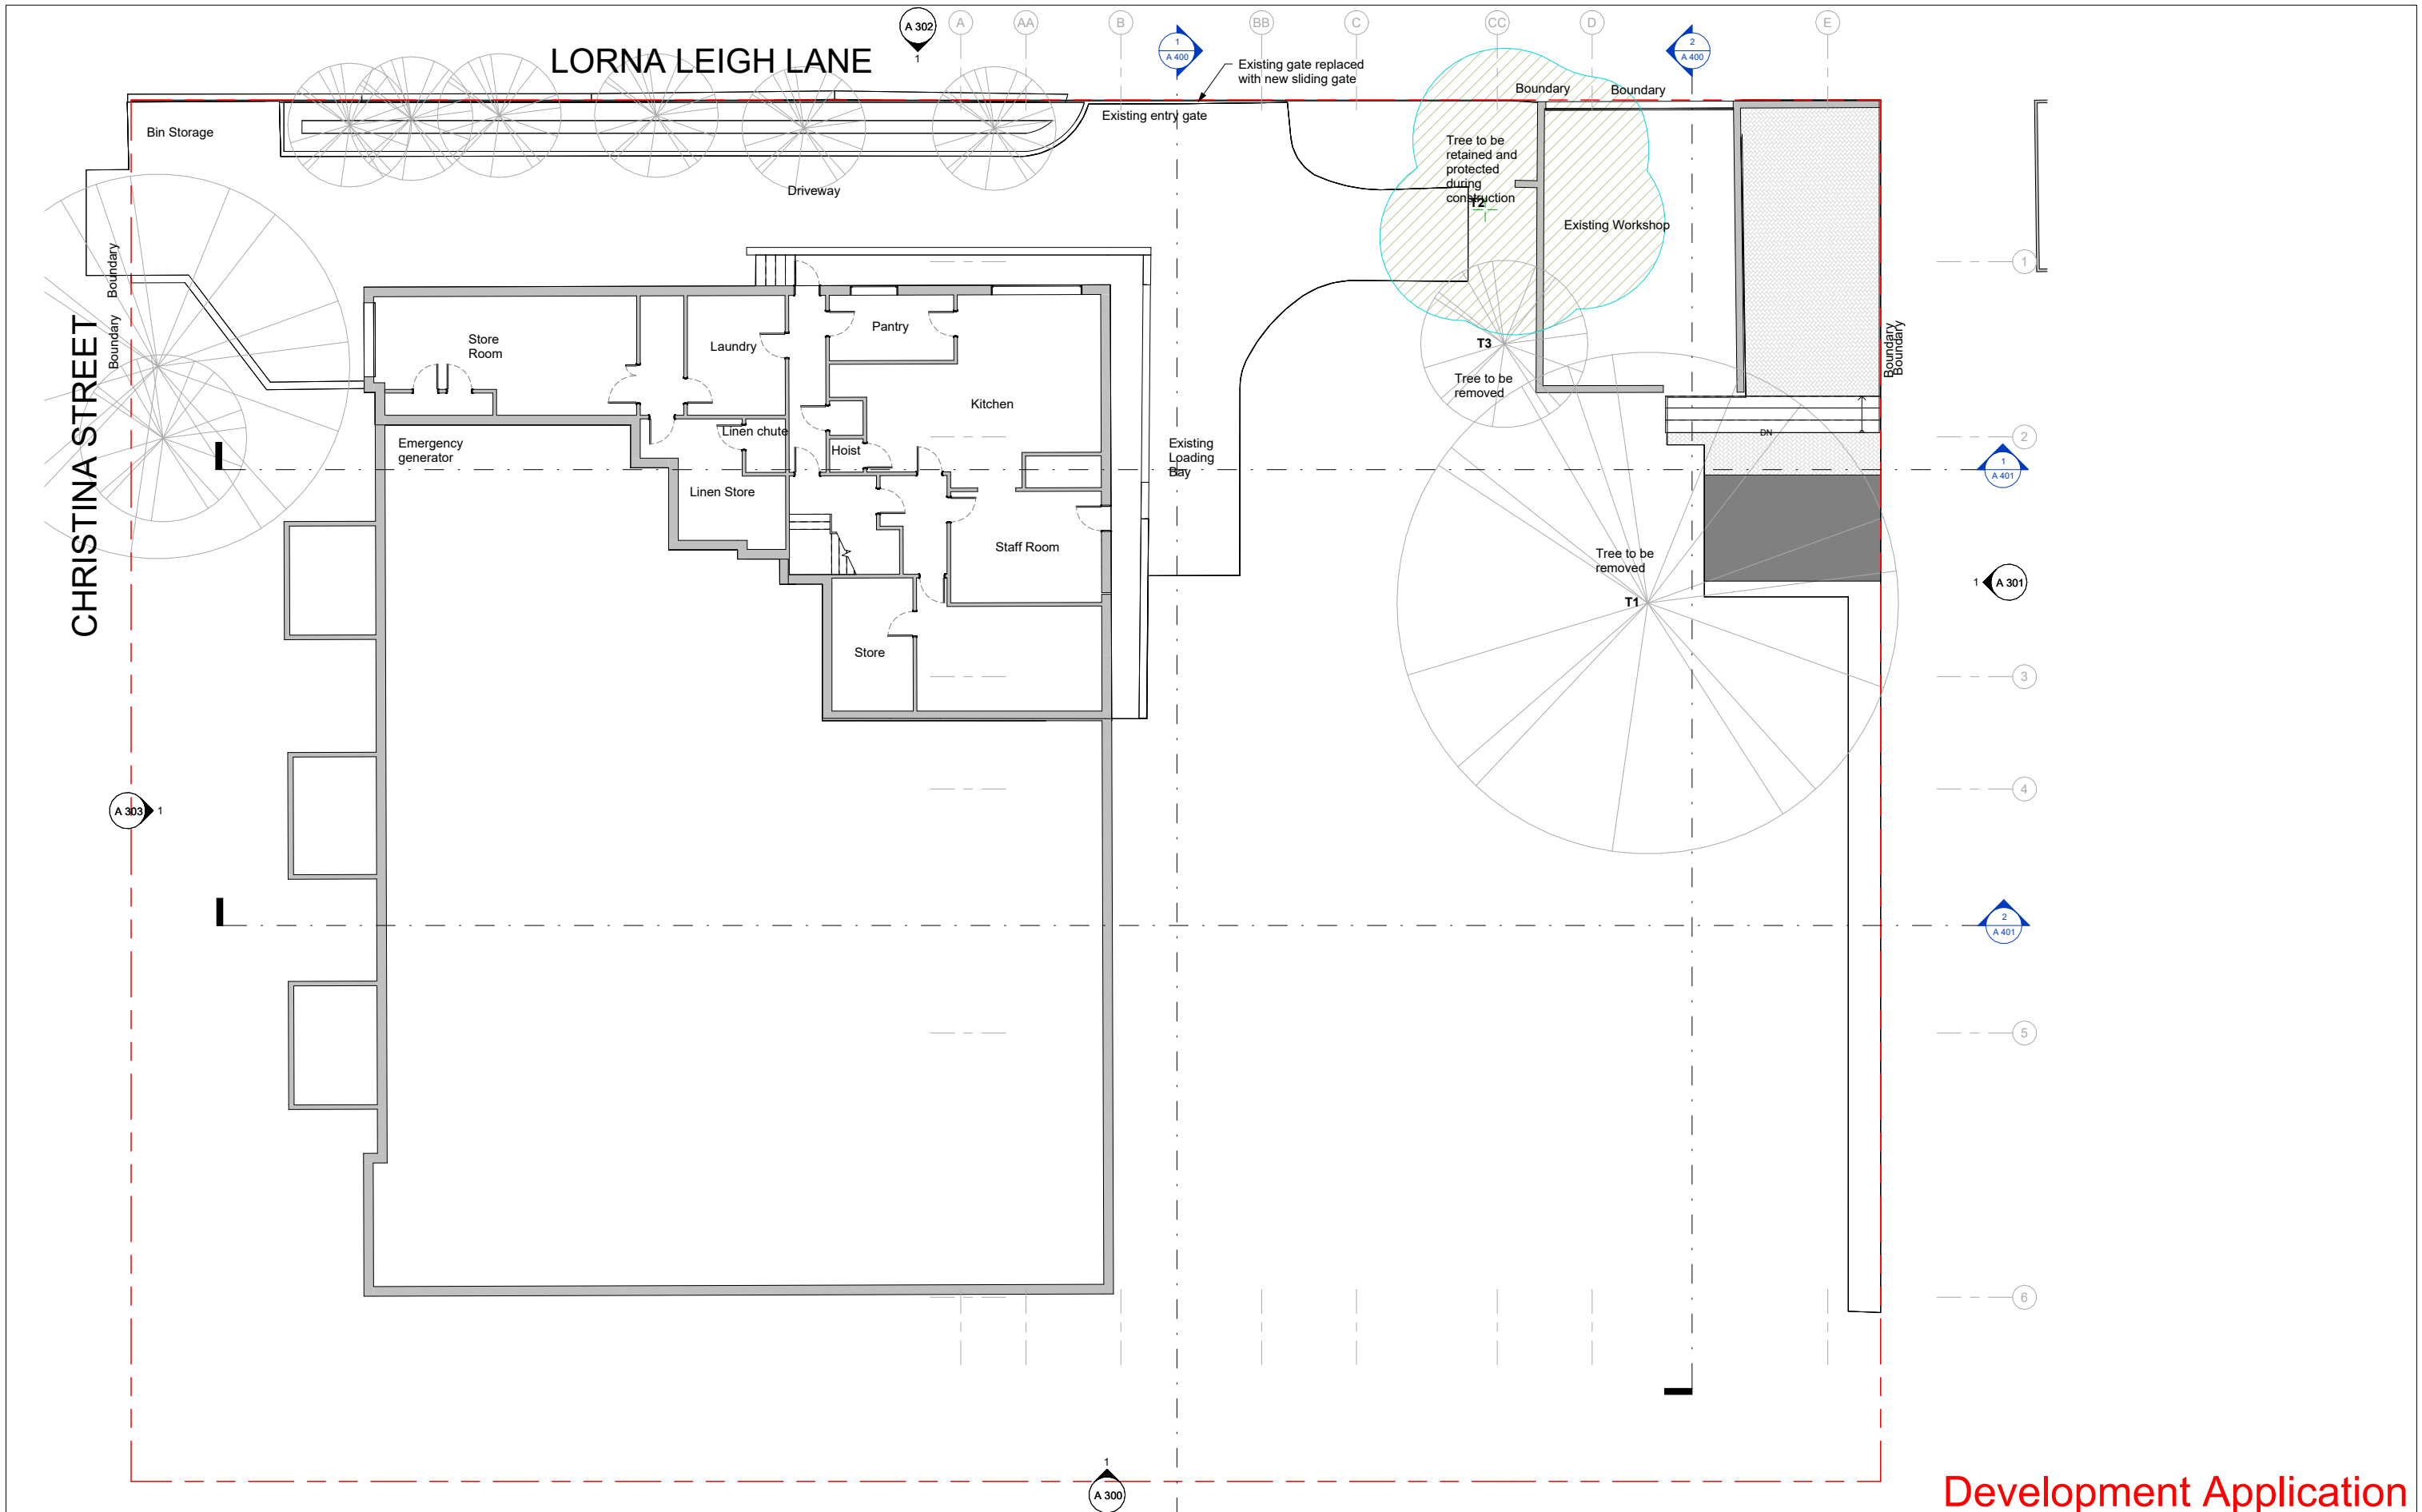 A 302
1
A
AA
B
1
A 400
BB
C
CC
D
2
A 400
E
LORNA LEIGH LANE
Existing gate replaced
with new sliding gate
Boundary
Boundary
Existing entry gate
Bin Storage
Driveway
Tree to be
retained and
protected
during
construction
T2
Existing Workshop
1
Boundary
Boundary
Boundary
Boundary
CHRISTINA STREET
Store
Room
Laundry
Pantry
Kitchen
T3
Tree to be
removed
Emergency
generator
Linen chute
Hoist
Existing
Loading
Bay
DN
2
1
A 401
Linen Store
Staff Room
Tree to be
removed
T1
1
A 301
Store
3
4
A 303
1
2
A 401
5
6
1
A 300
Development Application